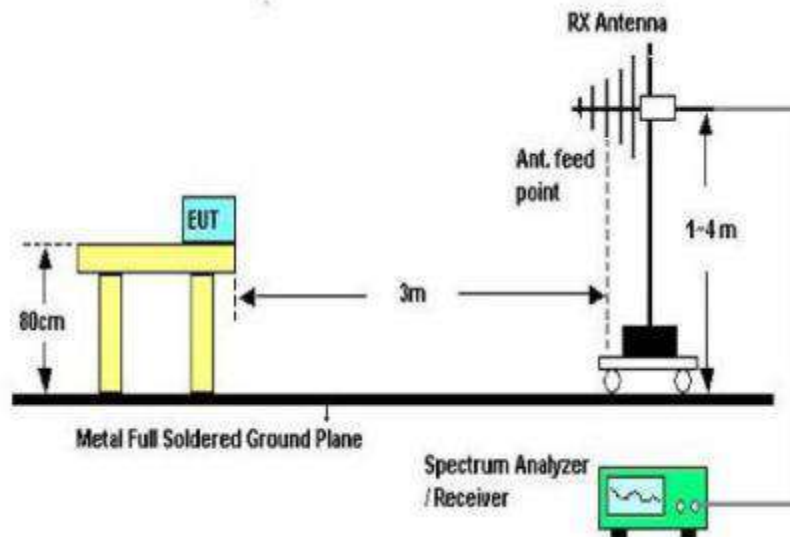 RX Antenna
Ant. feed
point
EUT
1~4 m
3m
80cm
Metal Full Soldered Ground Plane
Spectrum Analyzer
/ Receiver